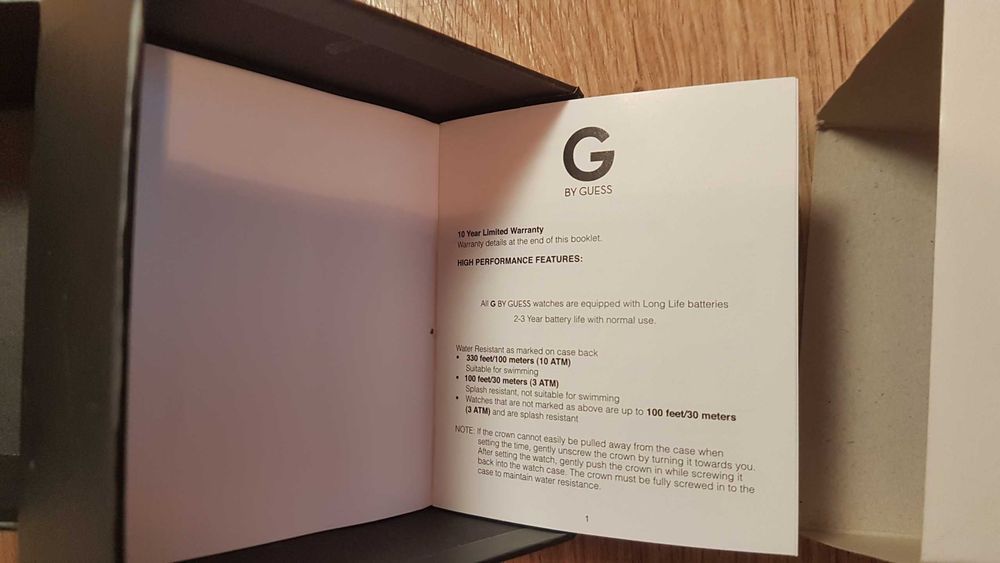 G
BY GUESS
10 Year Limited Warranty
Warranty details at the end of this booklet.
HIGH PERFORMANCE FEATURES:
All G BY GUESS watches are equipped with Long Life batteries
2-3 Year battery life with normal use.
Water Resistant as marked on case back
• 330 feet/100 meters (10 ATM)
Suitable for swimming
• 100 feet/30 meters (3 ATM)
Splash resistant, not suitable for swimming
• Watches that are not marked as above are up to 100 feet/30 meters
(3 ATM) and are splash resistant
NOTE: If the crown cannot easily be pulled away from the case when
setting the time, gently unscrew the crown by turning it towards you.
After setting the watch, gently push the crown in while screwing it
back into the watch case. The crown must be fully screwed in to the
case to maintain water resistance.
1